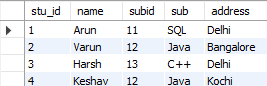 stu_id name subid sub address
1 Arun 11 SQL Delhi
2 Varun 12 Java Bangalore
3 Harsh 13 C++ Delhi
4 Keshav 12 Java Kochi